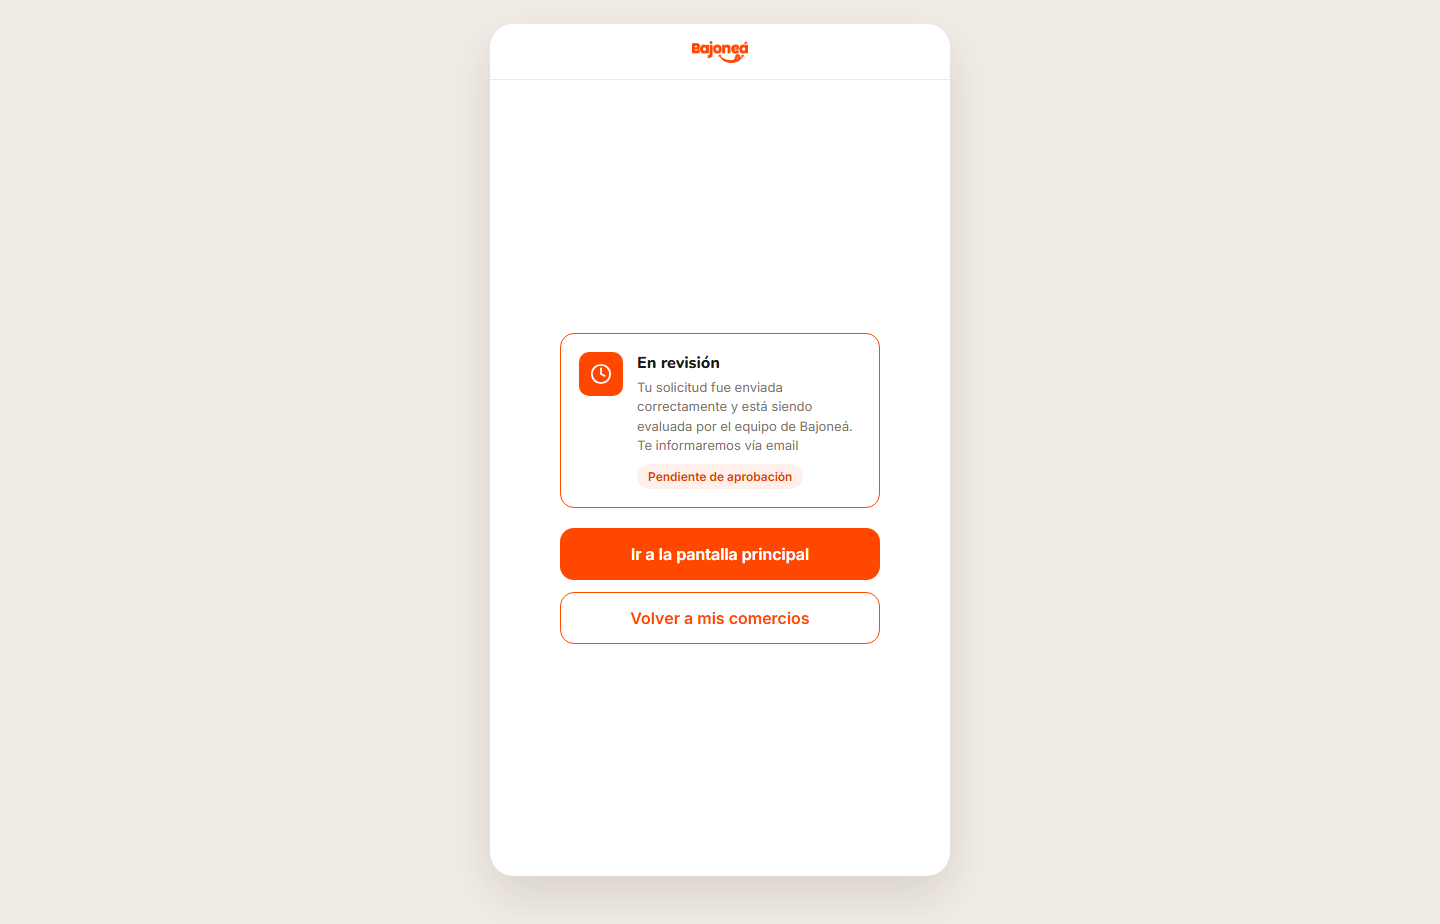 Bajoneá
En revisión
Tu solicitud fue enviada
correctamente y está siendo
evaluada por el equipo de Bajoneá.
Te informaremos vía email
Pendiente de aprobación
Ir a la pantalla principal
Volver a mis comercios